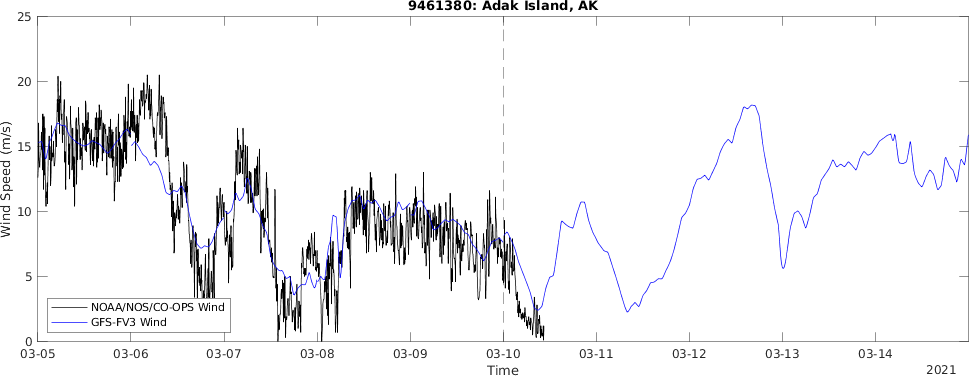 9461380: Adak Island, AK
25
20
15
10
5
0
Wind Speed (m/s)
NOAA/NOS/CO-OPS Wind
GFS-FV3 Wind
03-05 03-06 03-07 03-08 03-09 03-10 03-11 03-12 03-13 03-14
Time
2021